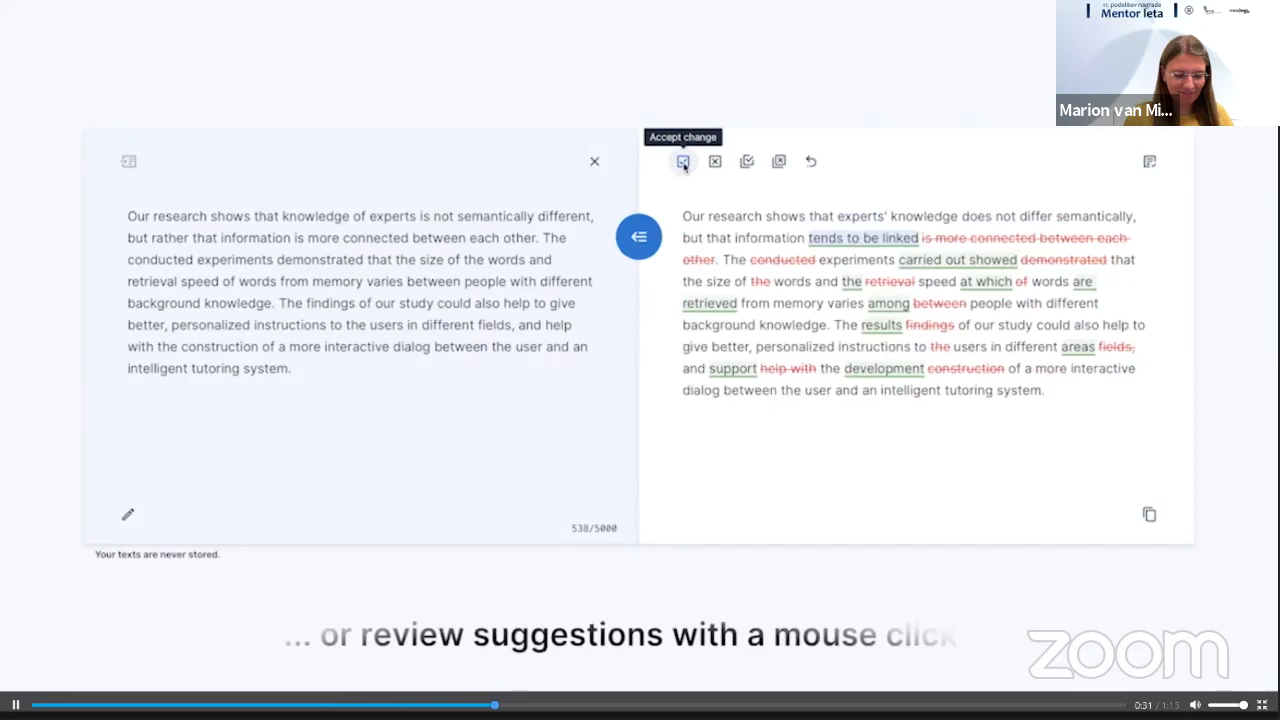 11. podelitev nagrade
Mentor leta
Marion van Mi...
Accept change
Our research shows that knowledge of experts is not semantically different,
but rather that information is more connected between each other. The
conducted experiments demonstrated that the size of the words and
retrieval speed of words from memory varies between people with different
background knowledge. The findings of our study could also help to give
better, personalized instructions to the users in different fields, and help
with the construction of a more interactive dialog between the user and an
intelligent tutoring system.
538/5000
Your texts are never stored.
Our research shows that experts' knowledge does not differ semantically,
but that information tends to be linked is more connected between each
other. The conducted experiments carried out showed demonstrated that
the size of the words and the retrieval speed at which of words are
retrieved from memory varies among between people with different
background knowledge. The results findings of our study could also help to
give better, personalized instructions to the users in different areas fields,
and support help with the development construction of a more interactive
dialog between the user and an intelligent tutoring system.
... or review suggestions with a mouse click
zoom
0:31 / 1:13